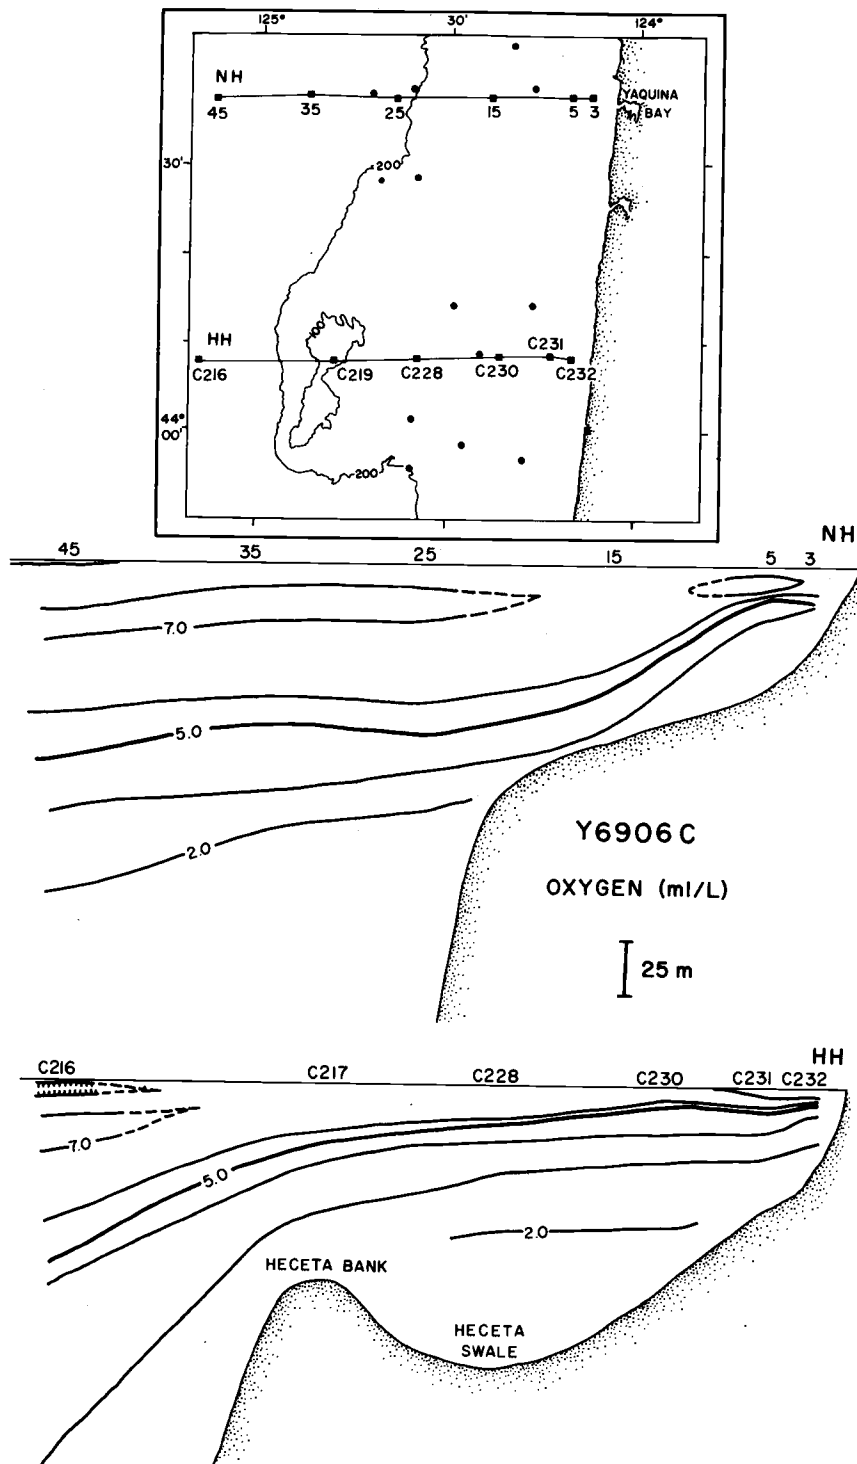 125° 30' 124°
NH
45 35 25 15 5 3
YAQUINA
BAY
30'
200
100
HH
C231
C216 C219 C228 C230 C232
44°
00'
200
NH
45 35 25 15 5 3
7.0
5.0
2.0
Y6906C
OXYGEN (ml/L)
25 m
HH
C216 C217 C228 C230 C231 C232
7.0
5.0
2.0
HECETA BANK
HECETA
SWALE